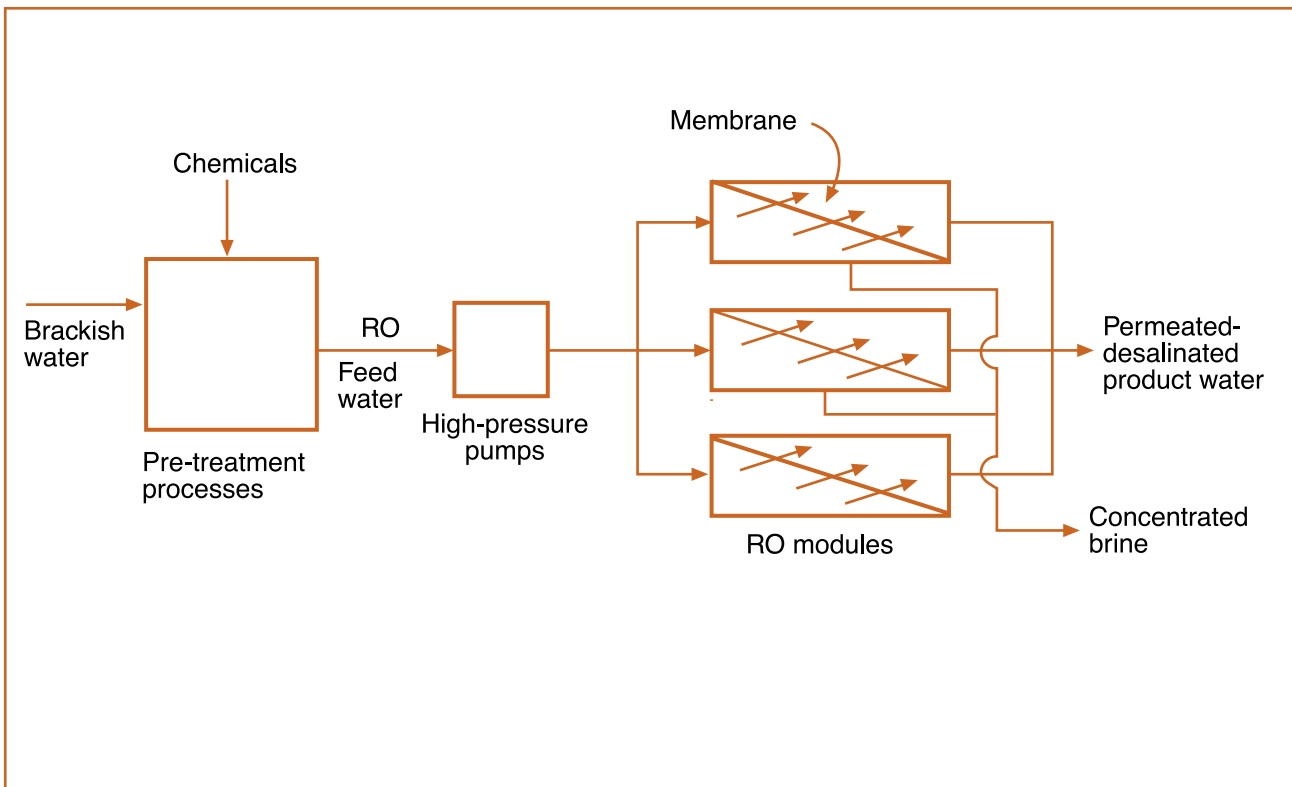 Membrane
Chemicals
Brackish
water
RO
Feed
water
Pre-treatment
processes
High-pressure
pumps
RO modules
Permeated-
desalinated
product water
Concentrated
brine